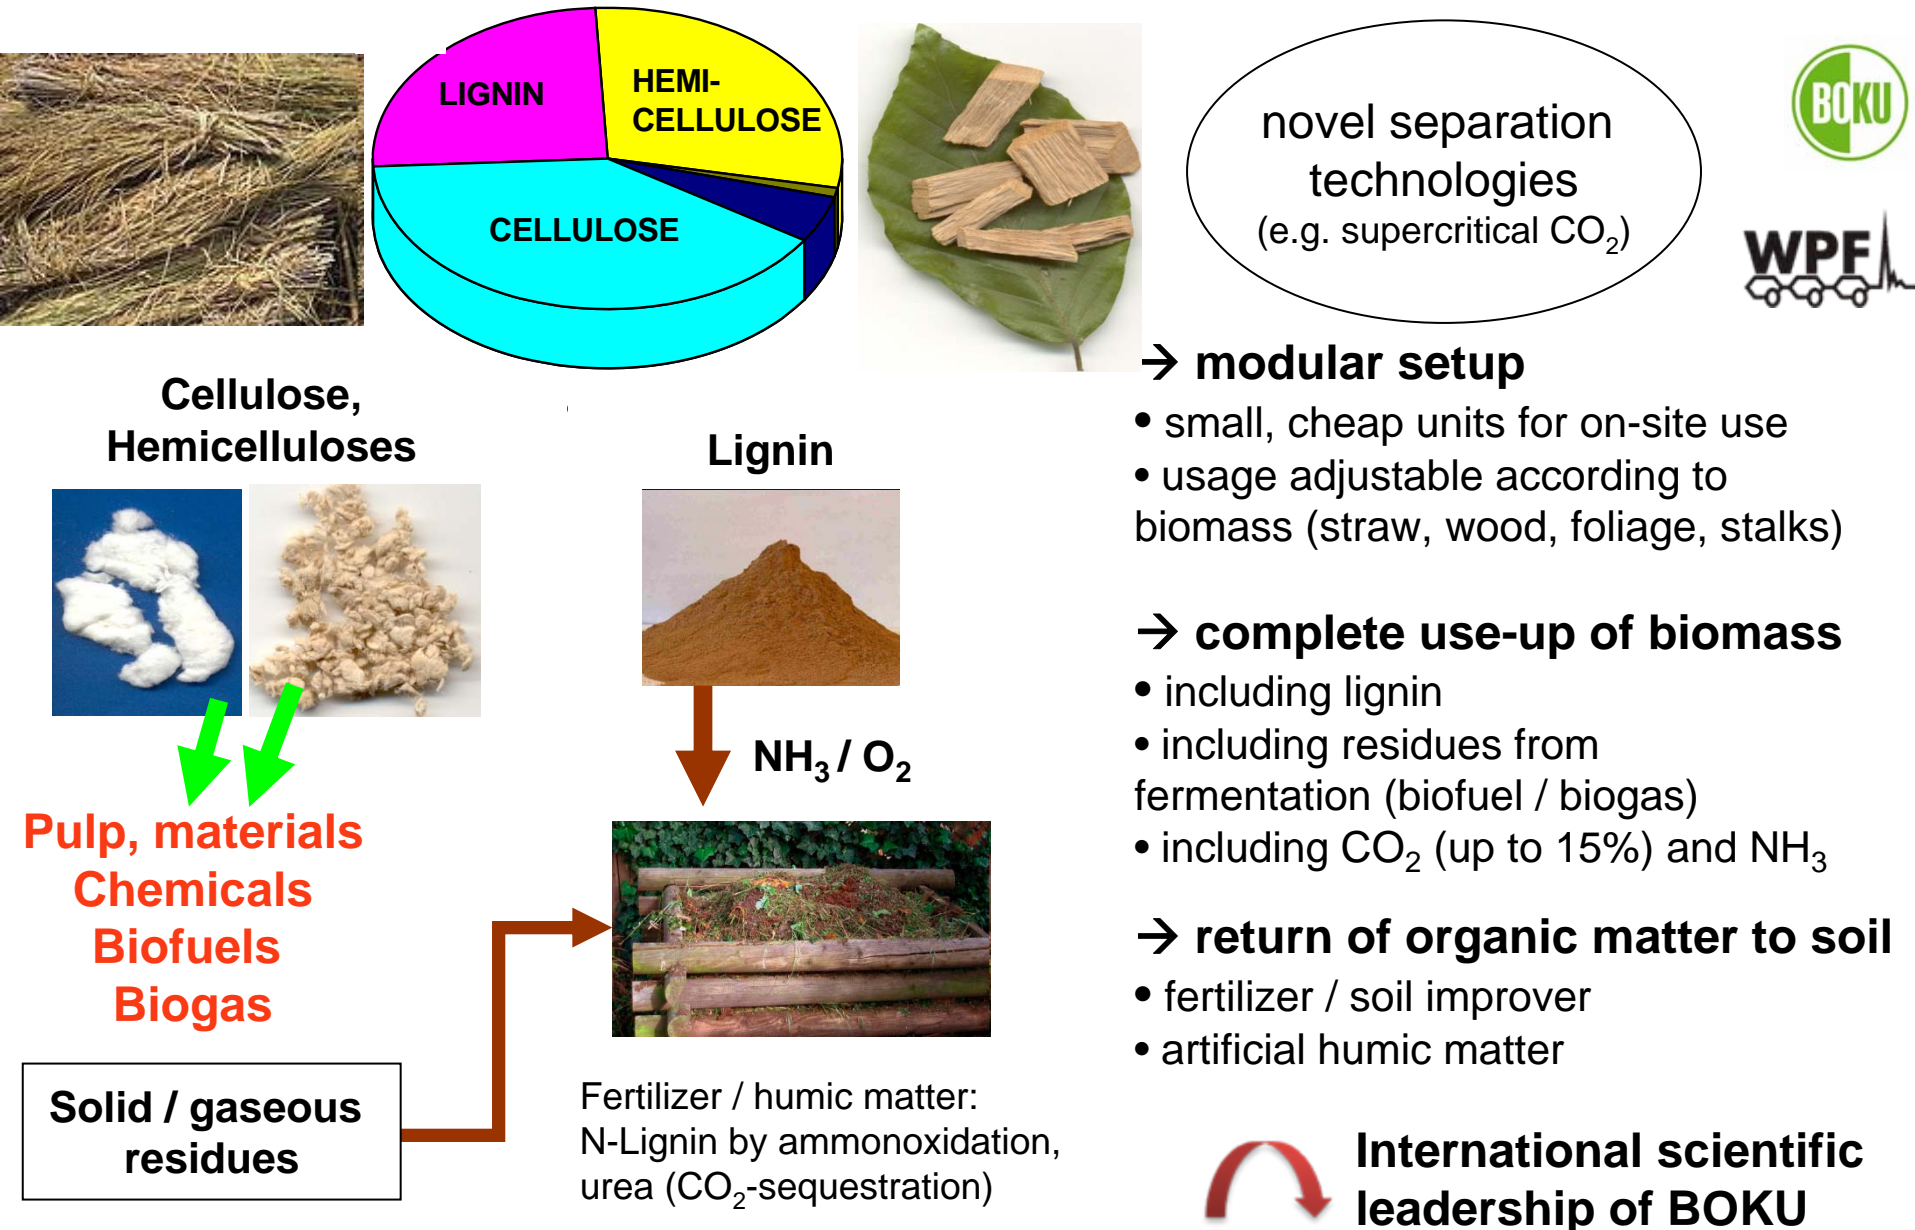 LIGNIN
HEMI-
CELLULOSE
CELLULOSE
novel separation
technologies
(e.g. supercritical CO₂)
BOKU
WPF
Cellulose,
Hemicelluloses
Lignin
NH₃ / O₂
Pulp, materials
Chemicals
Biofuels
Biogas
Solid / gaseous
residues
Fertilizer / humic matter:
N-Lignin by ammonoxidation,
urea (CO₂-sequestration)
→ modular setup
• small, cheap units for on-site use
• usage adjustable according to
biomass (straw, wood, foliage, stalks)
→ complete use-up of biomass
• including lignin
• including residues from
fermentation (biofuel / biogas)
• including CO₂ (up to 15%) and NH₃
→ return of organic matter to soil
• fertilizer / soil improver
• artificial humic matter
International scientific
leadership of BOKU